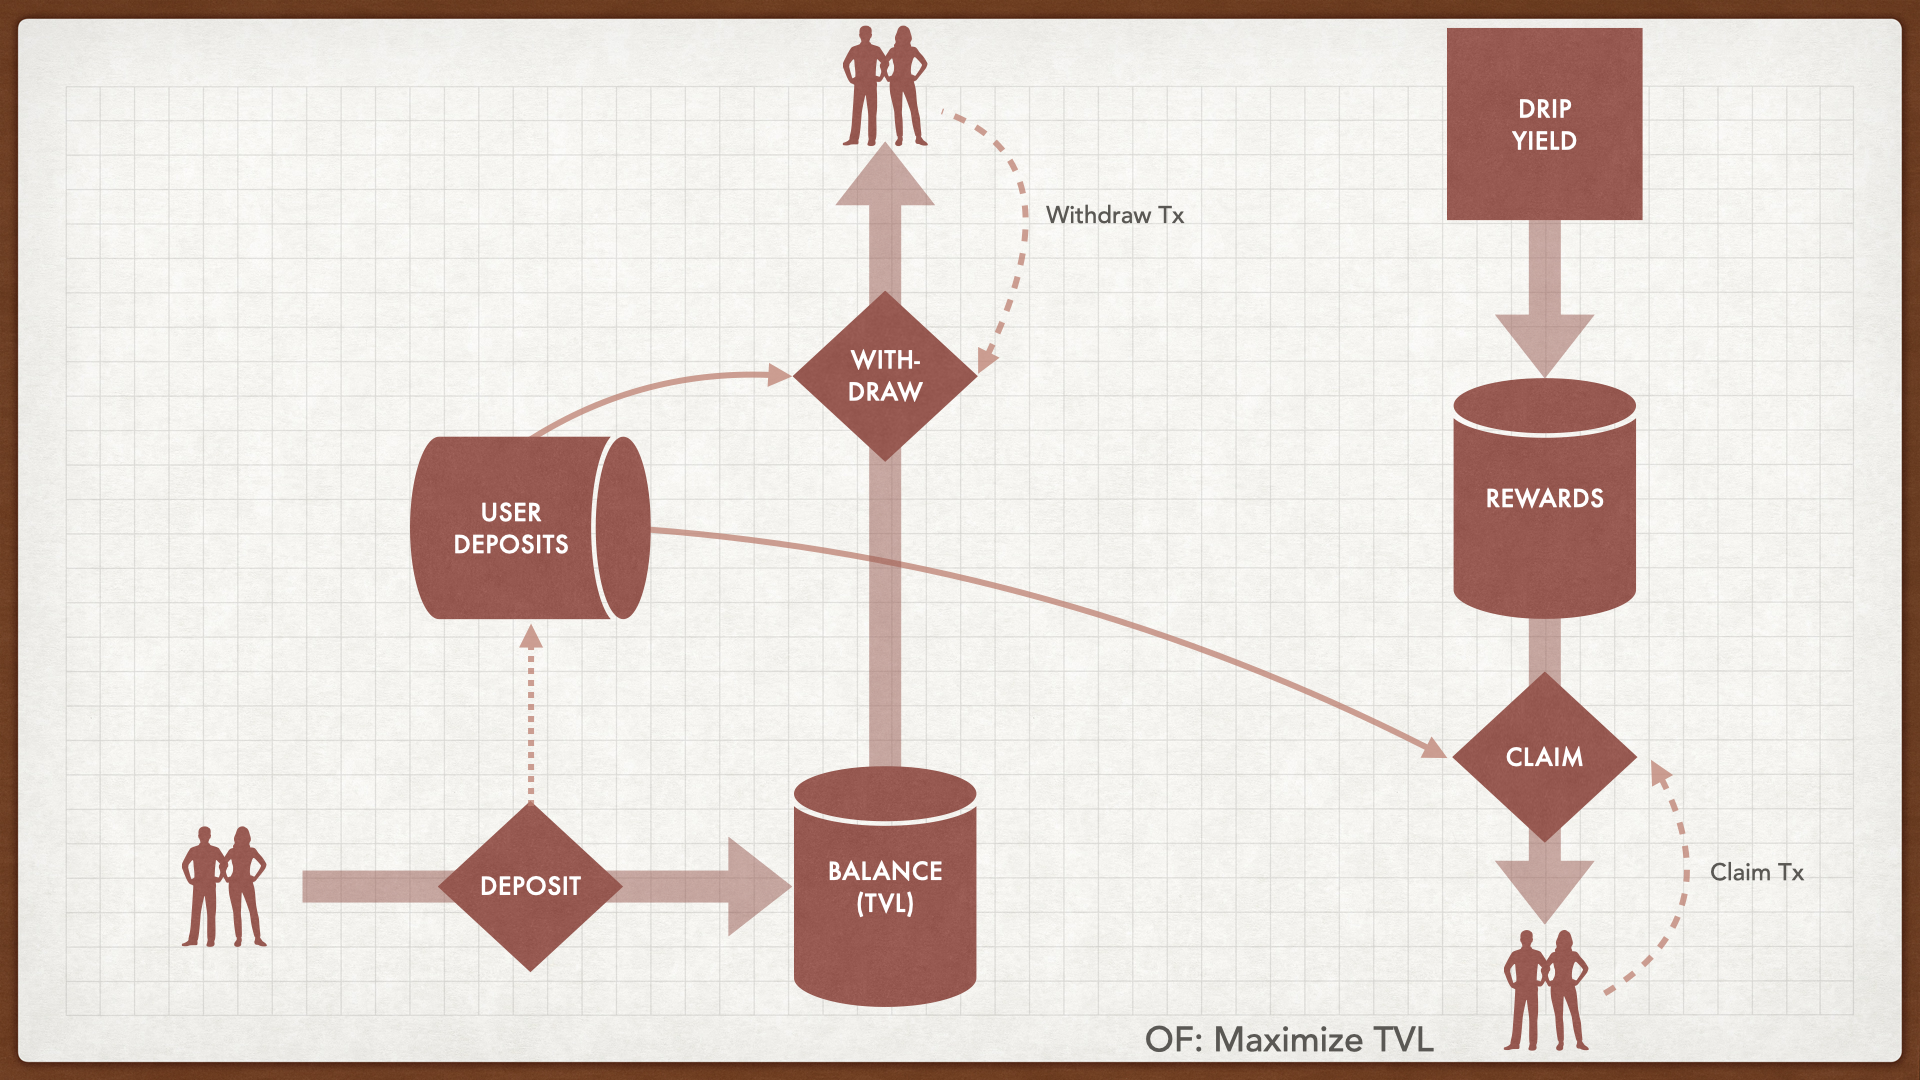 DRIP
YIELD
Withdraw Tx
WITH-
DRAW
USER
DEPOSITS
REWARDS
CLAIM
DEPOSIT
BALANCE
(TVL)
Claim Tx
OF: Maximize TVL